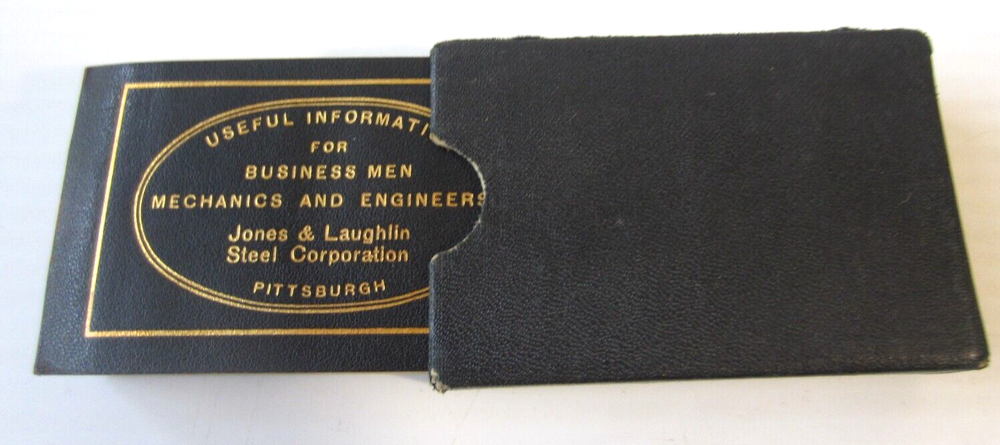 USEFUL INFORMATI
FOR
BUSINESS MEN
MECHANICS AND ENGINEERS
Jones & Laughlin
Steel Corporation
PITTSBURGH